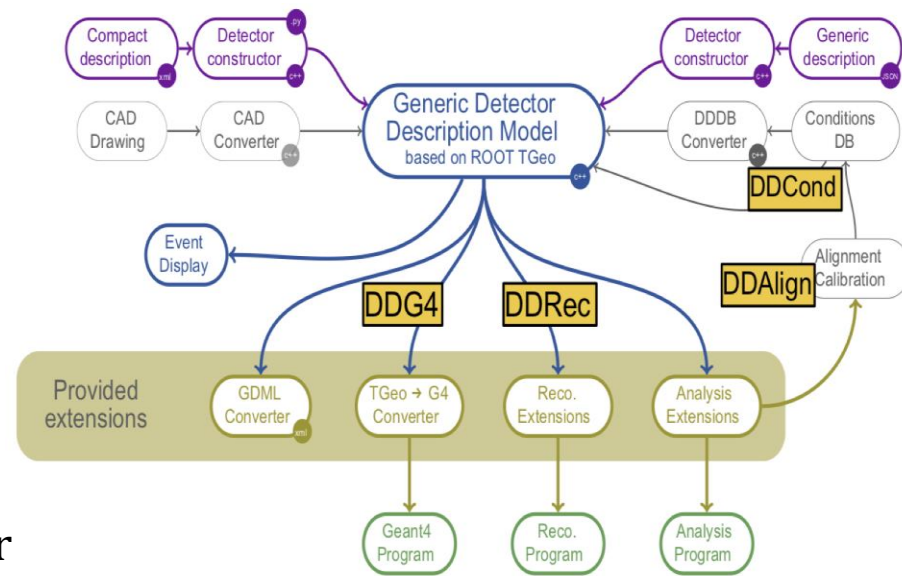 .py
Compact
description
xml
Detector
constructor
c++
Detector
constructor
c++
Generic
description
JSON
CAD
Drawing
CAD
Converter
c++
Generic Detector
Description Model
based on ROOT TGeo
c++
DDDB
Converter
c++
Conditions
DB
DDCond
Event
Display
Alignment
Calibration
DDAlign
DDG4
DDRec
Provided
extensions
GDML
Converter
xml
TGeo → G4
Converter
Reco.
Extensions
Analysis
Extensions
r
Geant4
Program
Reco.
Program
Analysis
Program